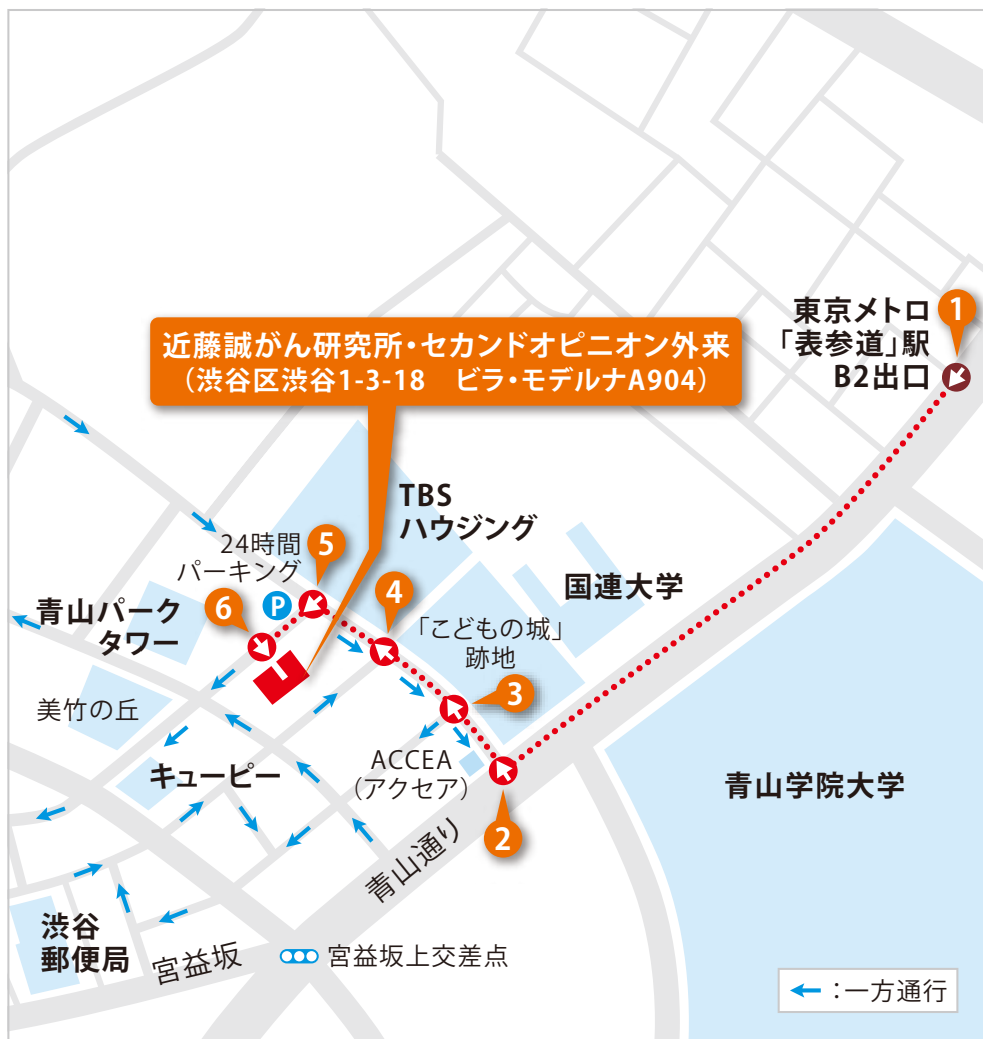 東京メトロ
「表参道」駅
B2出口
1
近藤誠がん研究所・セカンドオピニオン外来
(渋谷区渋谷1-3-18　ビラ・モデルナA904)
TBS
ハウジング
24時間
パーキング
5
P
4
6
青山パーク
タワー
国連大学
「こどもの城」
跡地
3
美竹の丘
キューピー
ACCEA
(アクセア)
青山学院大学
2
青山通り
渋谷
郵便局
宮益坂
宮益坂上交差点
:一方通行